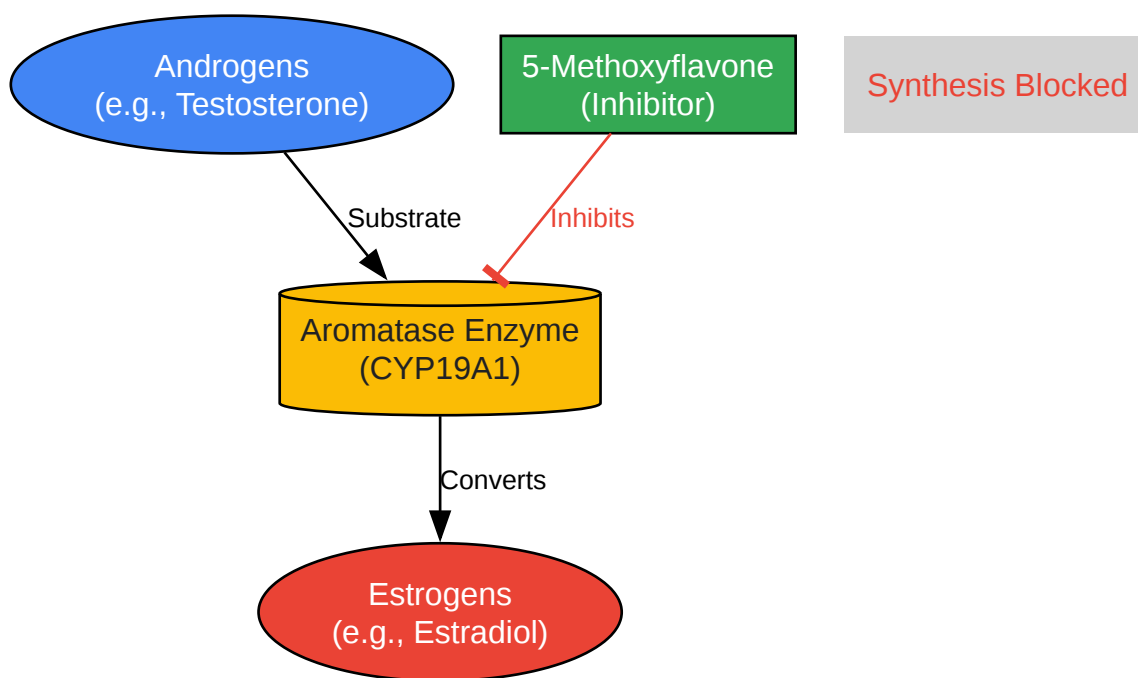 Androgens
(e.g., Testosterone)
5-Methoxyflavone
(Inhibitor)
Synthesis Blocked
Substrate
Inhibits
Aromatase Enzyme
(CYP19A1)
Converts
Estrogens
(e.g., Estradiol)